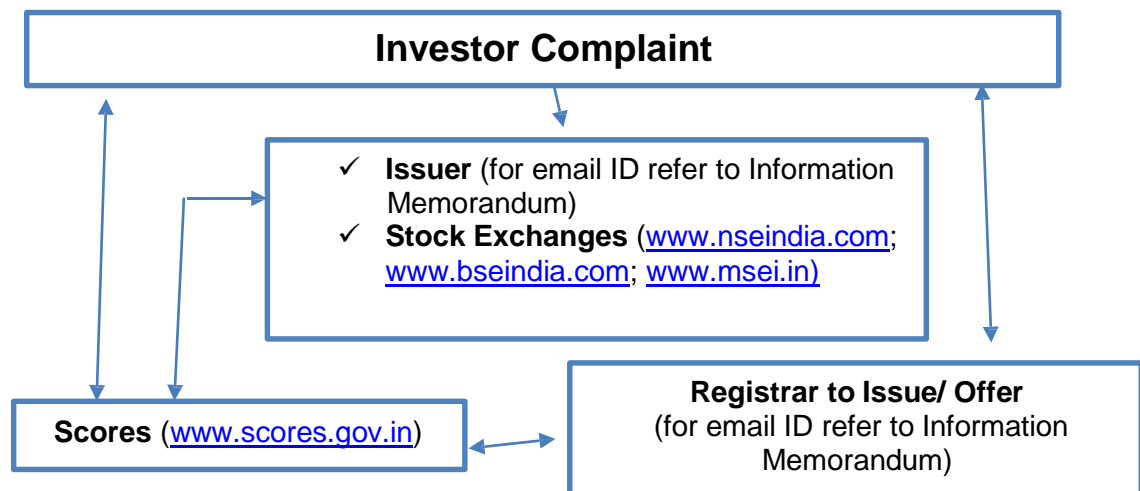 Investor Complaint
✓ Issuer (for email ID refer to Information
Memorandum)
✓ Stock Exchanges (www.nseindia.com;
www.bseindia.com; www.msei.in)
Registrar to Issue/ Offer
(for email ID refer to Information
Memorandum)
Scores (www.scores.gov.in)